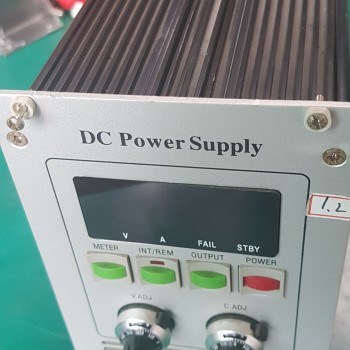 DC Power Supply
V A FAIL STBY
METER INT/REM OUTPUT POWER
V.ADJ C.ADJ
1.2